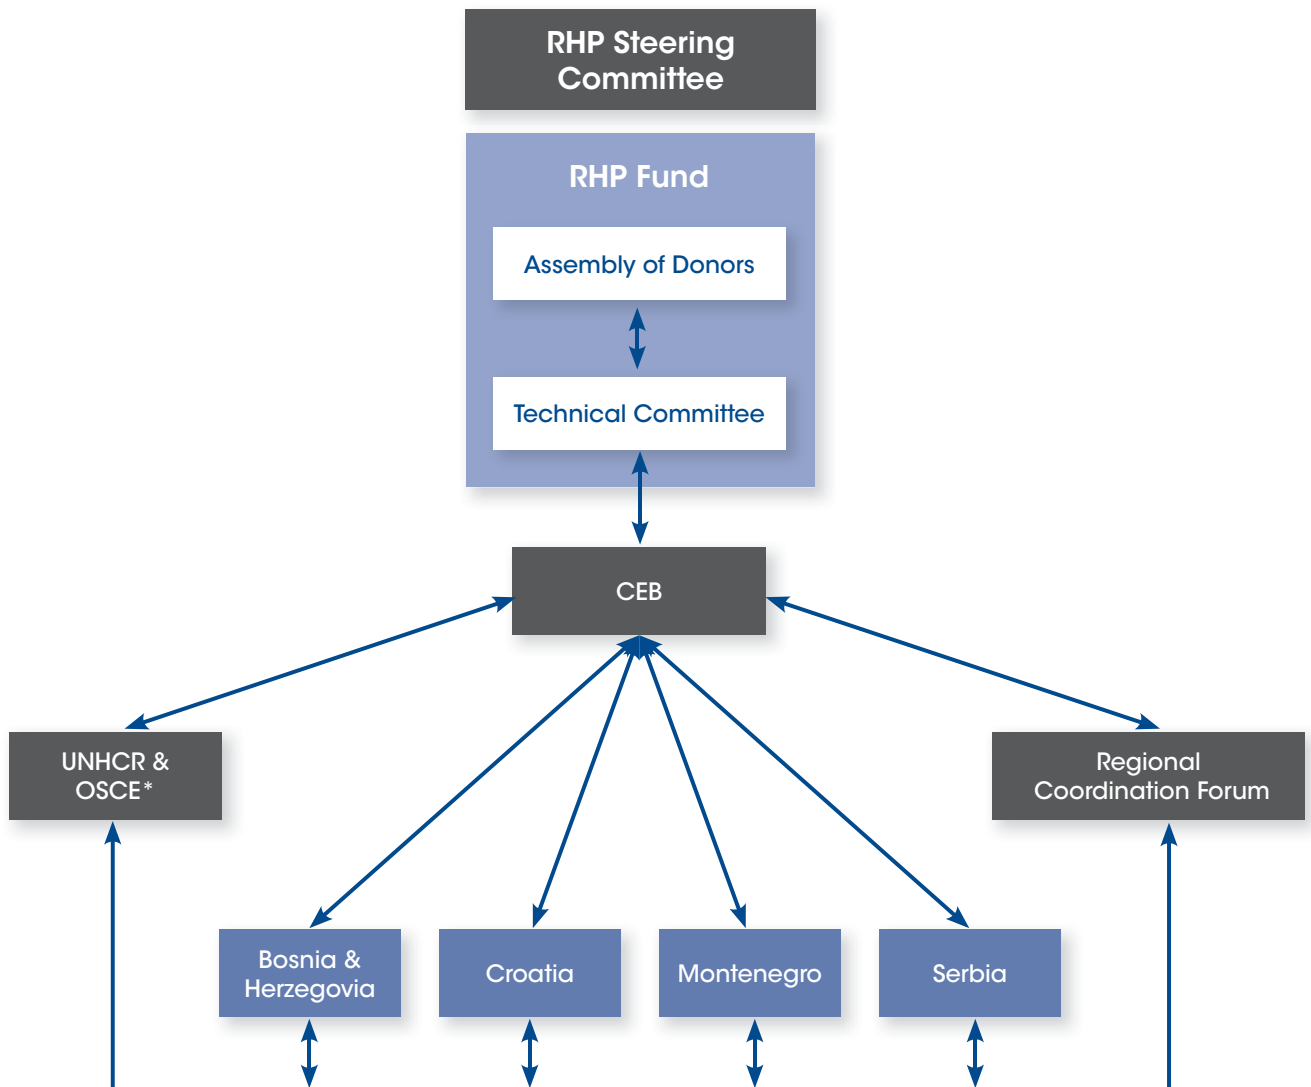 RHP Steering
Committee
RHP Fund
Assembly of Donors
Technical Committee
CEB
UNHCR &
OSCE*
Regional
Coordination Forum
Bosnia &
Herzegovia
Croatia
Montenegro
Serbia